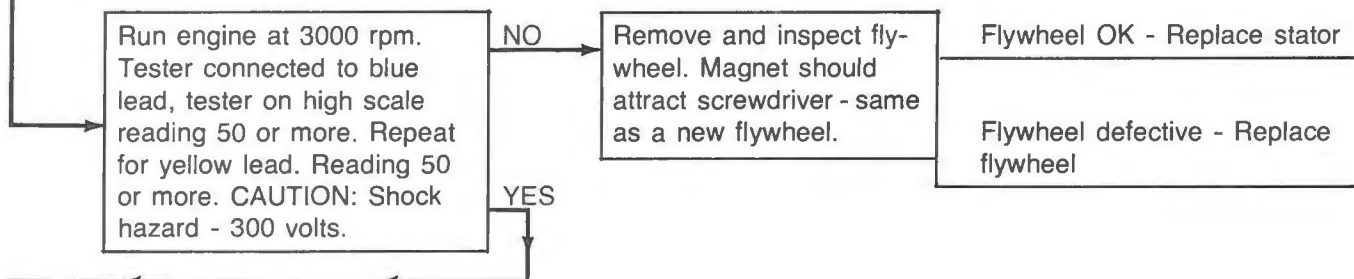 Run engine at 3000 rpm.
Tester connected to blue
lead, tester on high scale
reading 50 or more. Repeat
for yellow lead. Reading 50
or more. CAUTION: Shock
hazard - 300 volts.
NO
YES
Remove and inspect fly-
wheel. Magnet should
attract screwdriver - same
as a new flywheel.
Flywheel OK - Replace stator
Flywheel defective - Replace
flywheel